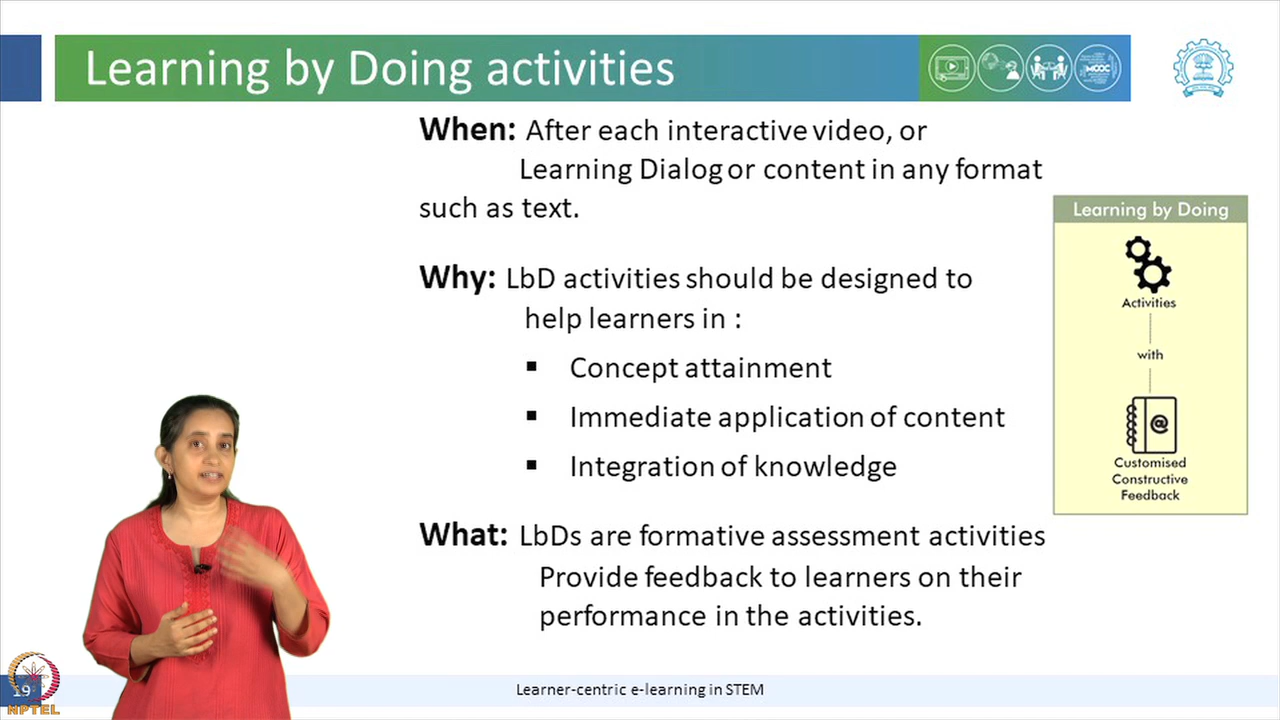 Learning by Doing activities
MOOC
When: After each interactive video, or
Learning Dialog or content in any format
such as text.
Why: LbD activities should be designed to
help learners in :
▪ Concept attainment
▪ Immediate application of content
▪ Integration of knowledge
What: LbDs are formative assessment activities
Provide feedback to learners on their
performance in the activities.
Learning by Doing
Activities
with
@
Customised
Constructive
Feedback
19
NPTEL
Learner-centric e-learning in STEM